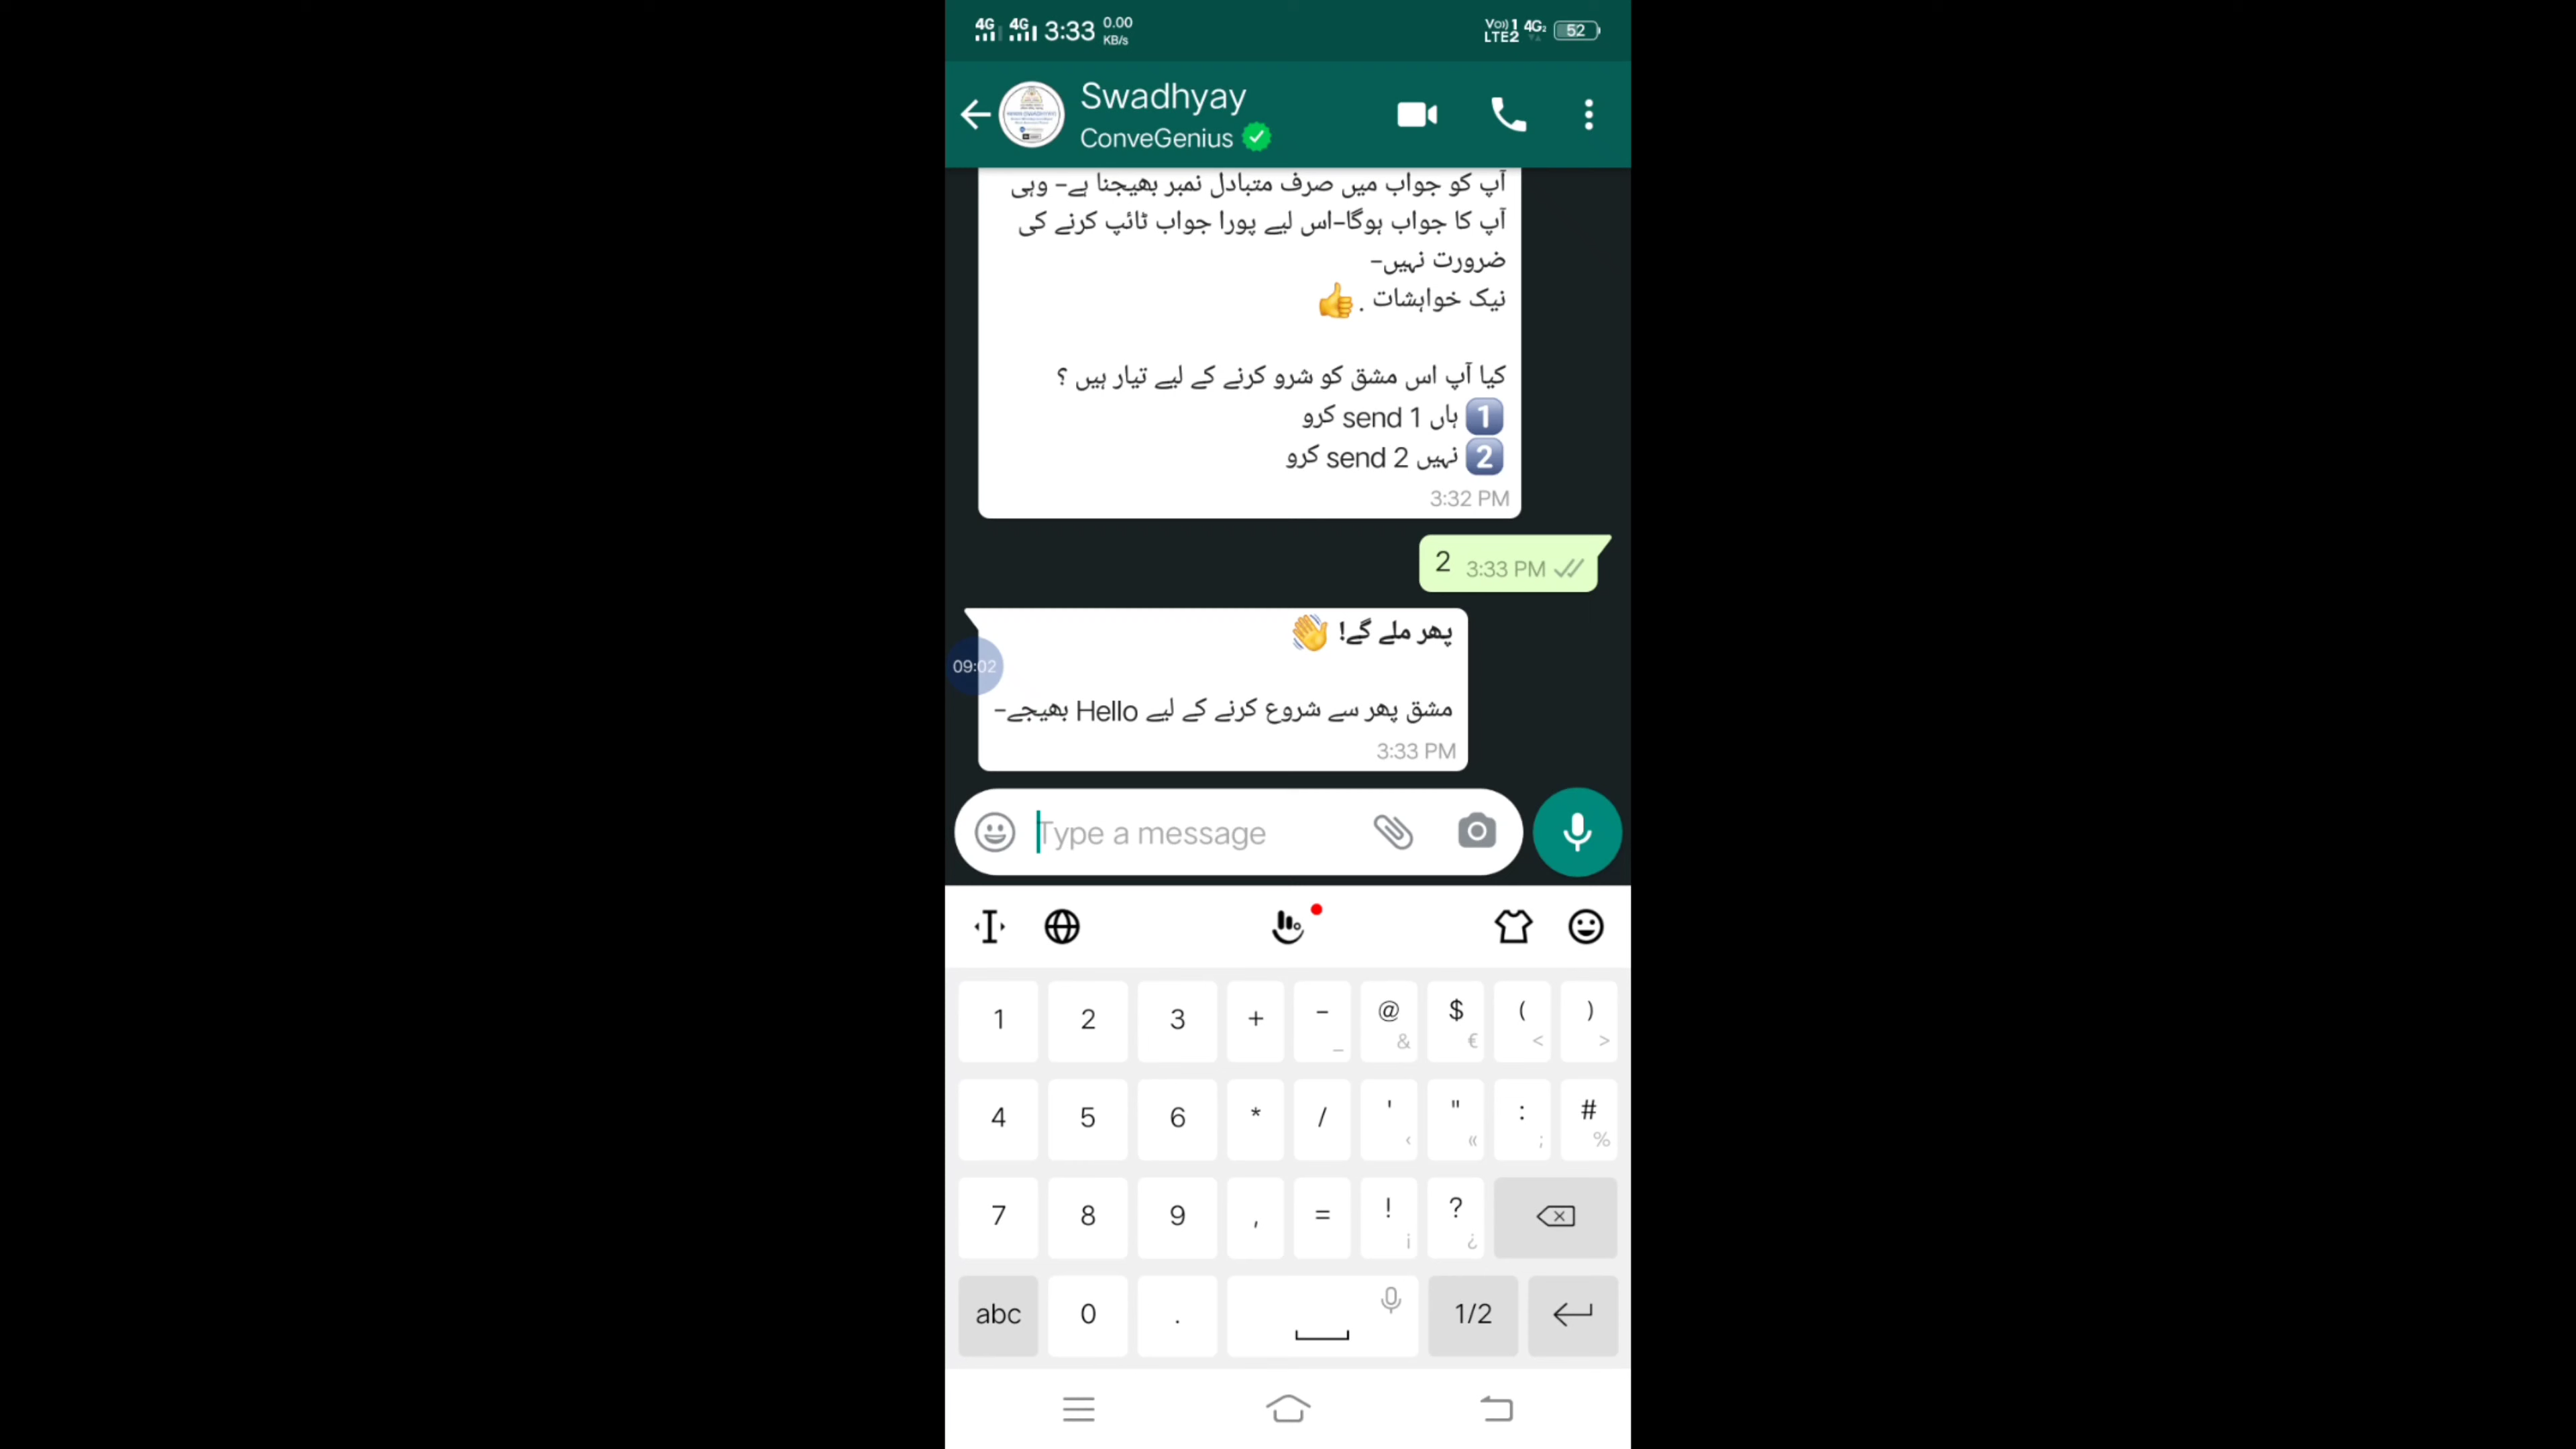 4G 4G 3:33 0.00 KB/s
Vo)) 1 LTE2 4G2 52
Swadhyay
ConveGenius
آپ کو جواب میں صرف متبادل نمبر بھیجنا ہے- وہی
آپ کا جواب ہوگا-اس لیے پورا جواب ٹائپ کرنے کی
ضرورت نہیں-
نیک خواہشات . 👍
کیا آپ اس مشق کو شرو کرنے کے لیے تیار ہیں ؟
1️⃣ ہاں send 1 کرو
2️⃣ نہیں send 2 کرو
3:32 PM
2 3:33 PM
پھر ملے گے! 👋
09:02
مشق پھر سے شروع کرنے کے لیے Hello بھیجے-
3:33 PM
Type a message
1 2 3 + - _ @ & $ € ( < ) >
4 5 6 * / ' ‹ " « : ; # %
7 8 9 , = ! ¡ ? ¿
abc 0 . 1/2